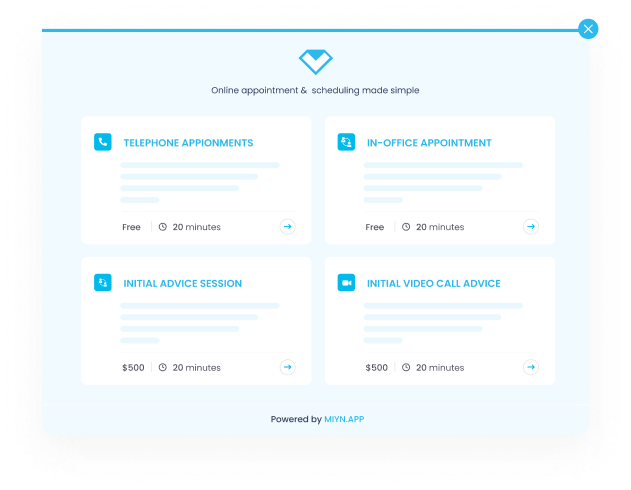 Online appointment & scheduling made simple
TELEPHONE APPIONMENTS
Free
20 minutes
IN-OFFICE APPOINTMENT
Free
20 minutes
INITIAL ADVICE SESSION
$500
20 minutes
INITIAL VIDEO CALL ADVICE
$500
20 minutes
Powered by MIYN.APP